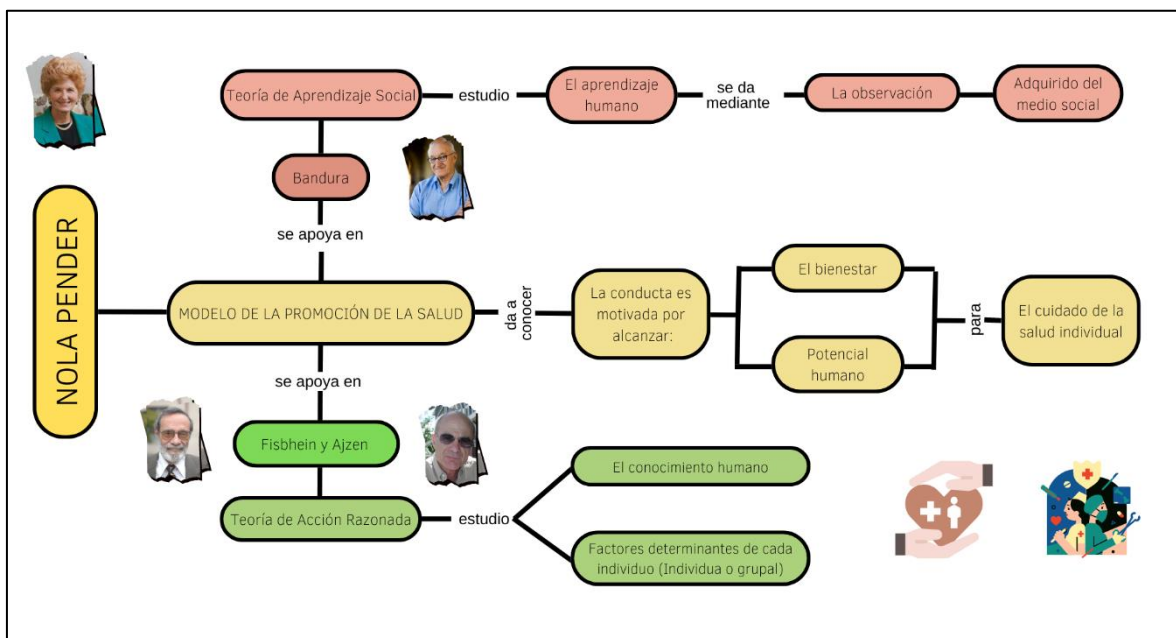 NOLA PENDER
Teoría de Aprendizaje Social
estudio
El aprendizaje
humano
se da
mediante
La observación
Adquirido del
medio social
Bandura
se apoya en
MODELO DE LA PROMOCIÓN DE LA SALUD
da a
conocer
La conducta es
motivada por
alcanzar:
El bienestar
Potencial
humano
para
El cuidado de la
salud individual
se apoya en
Fisbhein y Ajzen
Teoría de Acción Razonada
estudio
El conocimiento humano
Factores determinantes de cada
individuo (Individua o grupal)